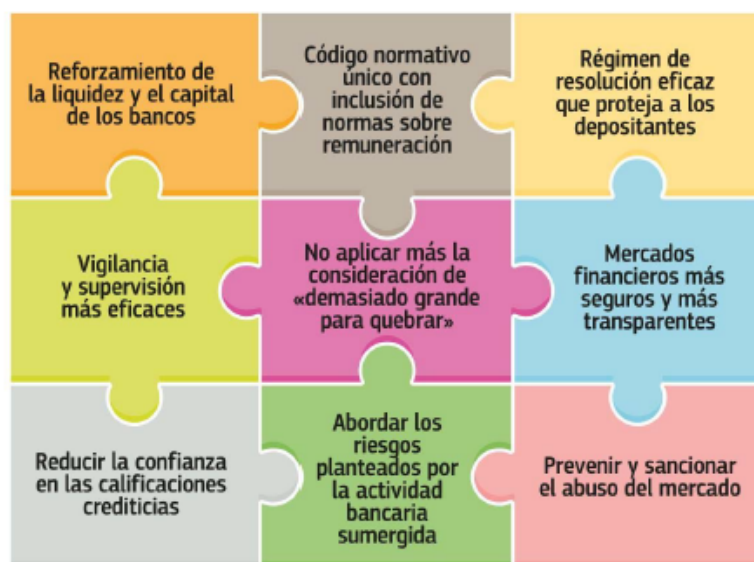 Reforzamiento de
la liquidez y el capital
de los bancos
Código normativo
único con
inclusión de
normas sobre
remuneración
Régimen de
resolución eficaz
que proteja a los
depositantes
Vigilancia
y supervisión
más eficaces
No aplicar más la
consideración de
«demasiado grande
para quebrar»
Mercados
financieros más
seguros y más
transparentes
Reducir la confianza
en las calificaciones
crediticias
Abordar los
riesgos
planteados por
la actividad
bancaria
sumergida
Prevenir y sancionar
el abuso del mercado